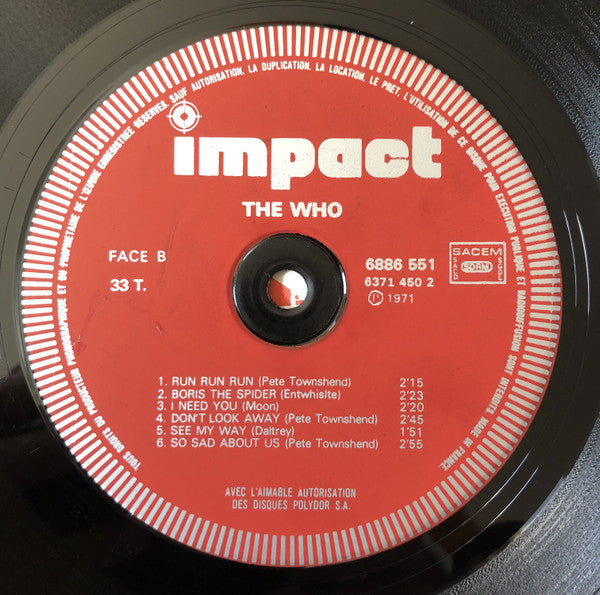 TOUS DROITS DU PRODUCTEUR PHONOGRAPHIQUE ET DU PROPRIETAIRE DE L'ŒUVRE ENREGISTREE RESERVES. SAUF AUTORISATION, LA DUPLICATION, LA LOCATION, LE PRET, L'UTILISATION DE CE DISQUE POUR EXECUTION PUBLIQUE ET RADIODIFFUSION SONT INTERDITS. MADE IN FRANCE
impact
THE WHO
FACE B
33 T.
6886 551
6371 450 2
Ⓟ 1971
SACEM
SACD
SDRM
SGDL
1. RUN RUN RUN (Pete Townshend) 2'15
2. BORIS THE SPIDER (Entwhislte) 2'23
3. I NEED YOU (Moon) 2'20
4. DON'T LOOK AWAY (Pete Townshend) 2'45
5. SEE MY WAY (Daltrey) 1'51
6. SO SAD ABOUT US (Pete Townshend) 2'55
AVEC L'AIMABLE AUTORISATION
DES DISQUES POLYDOR S.A.